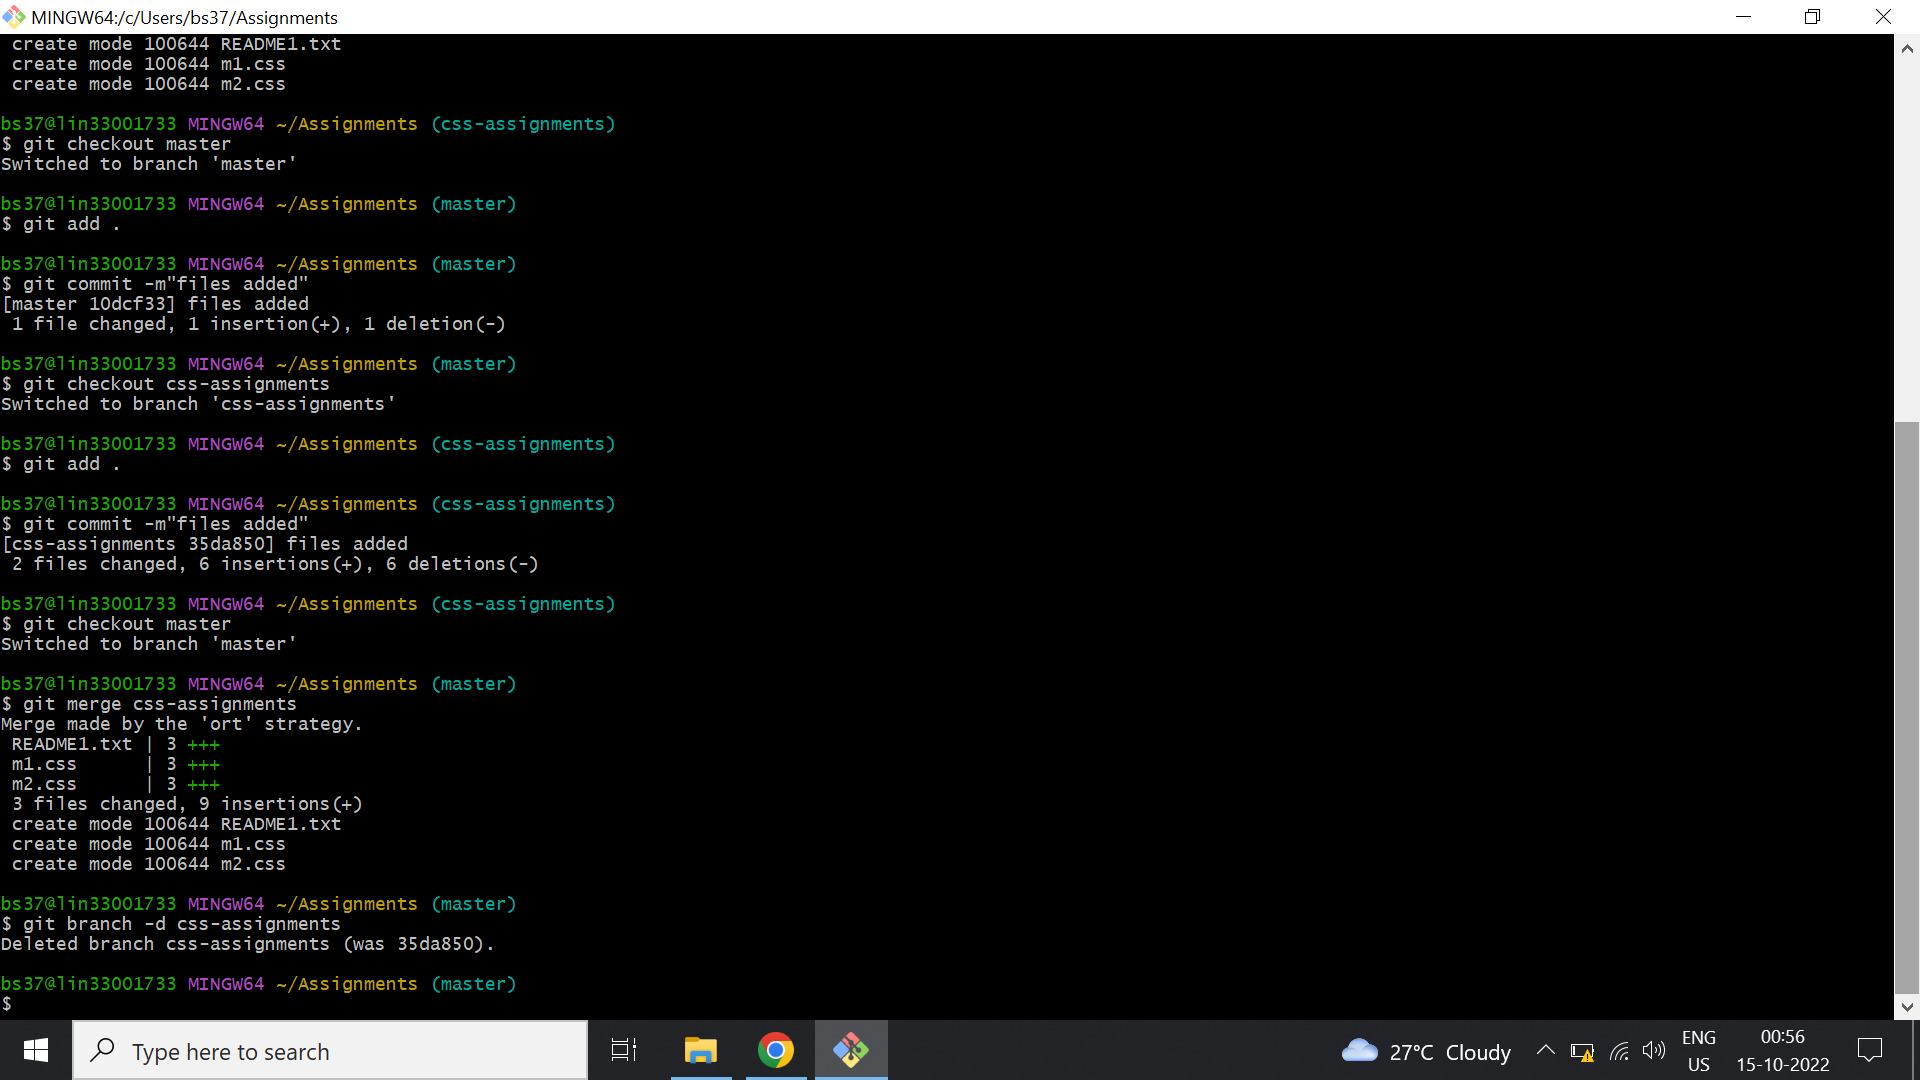 MINGW64:/c/Users/bs37/Assignments
create mode 100644 README1.txt
create mode 100644 m1.css
create mode 100644 m2.css
bs37@lin33001733 MINGW64 ~/Assignments (css-assignments)
$ git checkout master
Switched to branch 'master'
bs37@lin33001733 MINGW64 ~/Assignments (master)
$ git add .
bs37@lin33001733 MINGW64 ~/Assignments (master)
$ git commit -m"files added"
[master 10dcf33] files added
1 file changed, 1 insertion(+), 1 deletion(-)
bs37@lin33001733 MINGW64 ~/Assignments (master)
$ git checkout css-assignments
Switched to branch 'css-assignments'
bs37@lin33001733 MINGW64 ~/Assignments (css-assignments)
$ git add .
bs37@lin33001733 MINGW64 ~/Assignments (css-assignments)
$ git commit -m"files added"
[css-assignments 35da850] files added
2 files changed, 6 insertions(+), 6 deletions(-)
bs37@lin33001733 MINGW64 ~/Assignments (css-assignments)
$ git checkout master
Switched to branch 'master'
bs37@lin33001733 MINGW64 ~/Assignments (master)
$ git merge css-assignments
Merge made by the 'ort' strategy.
README1.txt | 3 +++
m1.css | 3 +++
m2.css | 3 +++
3 files changed, 9 insertions(+)
create mode 100644 README1.txt
create mode 100644 m1.css
create mode 100644 m2.css
bs37@lin33001733 MINGW64 ~/Assignments (master)
$ git branch -d css-assignments
Deleted branch css-assignments (was 35da850).
bs37@lin33001733 MINGW64 ~/Assignments (master)
$
Type here to search
27°C Cloudy
ENG
US
00:56
15-10-2022